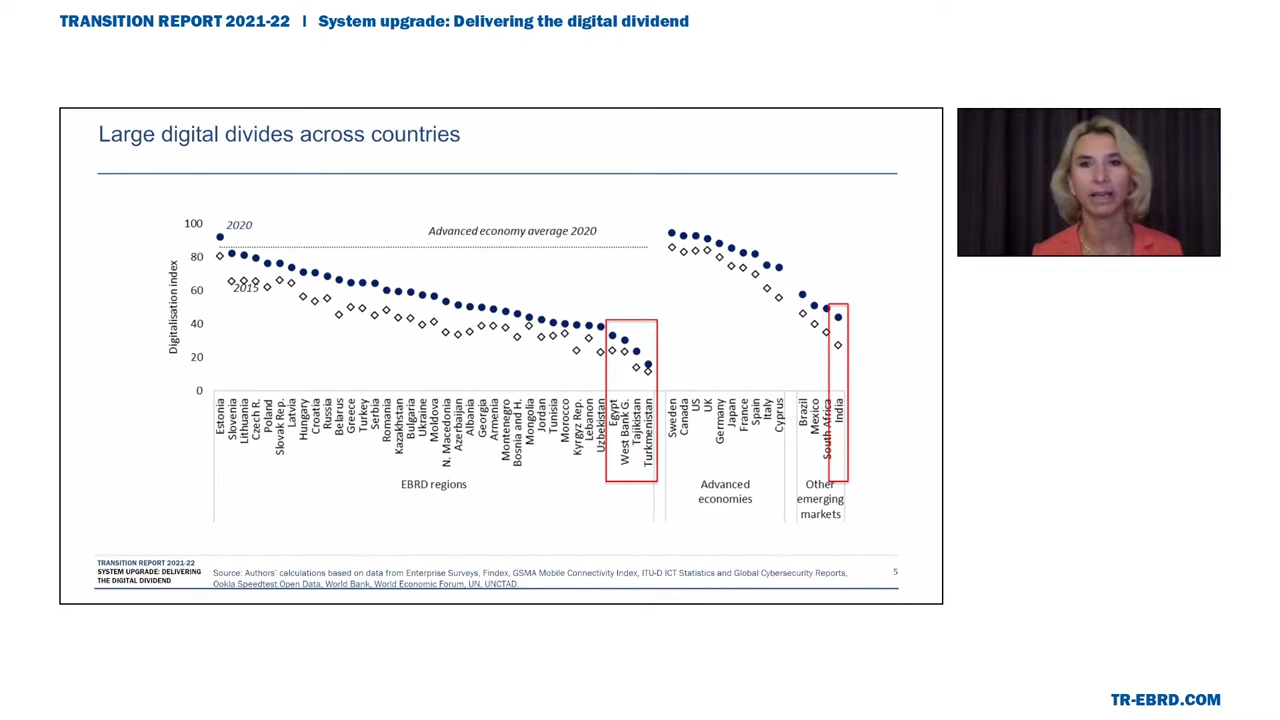 TRANSITION REPORT 2021-22 I System upgrade: Delivering the digital dividend
Large digital divides across countries
Digitalisation index
100
80
60
40
20
0
2020
2015
Advanced economy average 2020
Estonia
Slovenia
Lithuania
Czech R.
Poland
Slovak Rep.
Latvia
Hungary
Croatia
Russia
Belarus
Greece
Turkey
Serbia
Romania
Kazakhstan
Bulgaria
Ukraine
Moldova
N. Macedonia
Azerbaijan
Albania
Georgia
Armenia
Montenegro
Bosnia and H.
Mongolia
Jordan
Tunisia
Morocco
Kyrgyz Rep.
Lebanon
Uzbekistan
Egypt
West Bank G.
Tajikistan
Turkmenistan
EBRD regions
Sweden
Canada
US
UK
Germany
Japan
France
Spain
Italy
Cyprus
Advanced
economies
Brazil
Mexico
South Africa
India
Other
emerging
markets
TRANSITION REPORT 2021-22
SYSTEM UPGRADE: DELIVERING
THE DIGITAL DIVIDEND
Source: Authors' calculations based on data from Enterprise Surveys, Findex, GSMA Mobile Connectivity Index, ITU-D ICT Statistics and Global Cybersecurity Reports,
Ookla Speedtest Open Data, World Bank, World Economic Forum, UN, UNCTAD.
5
TR-EBRD.COM